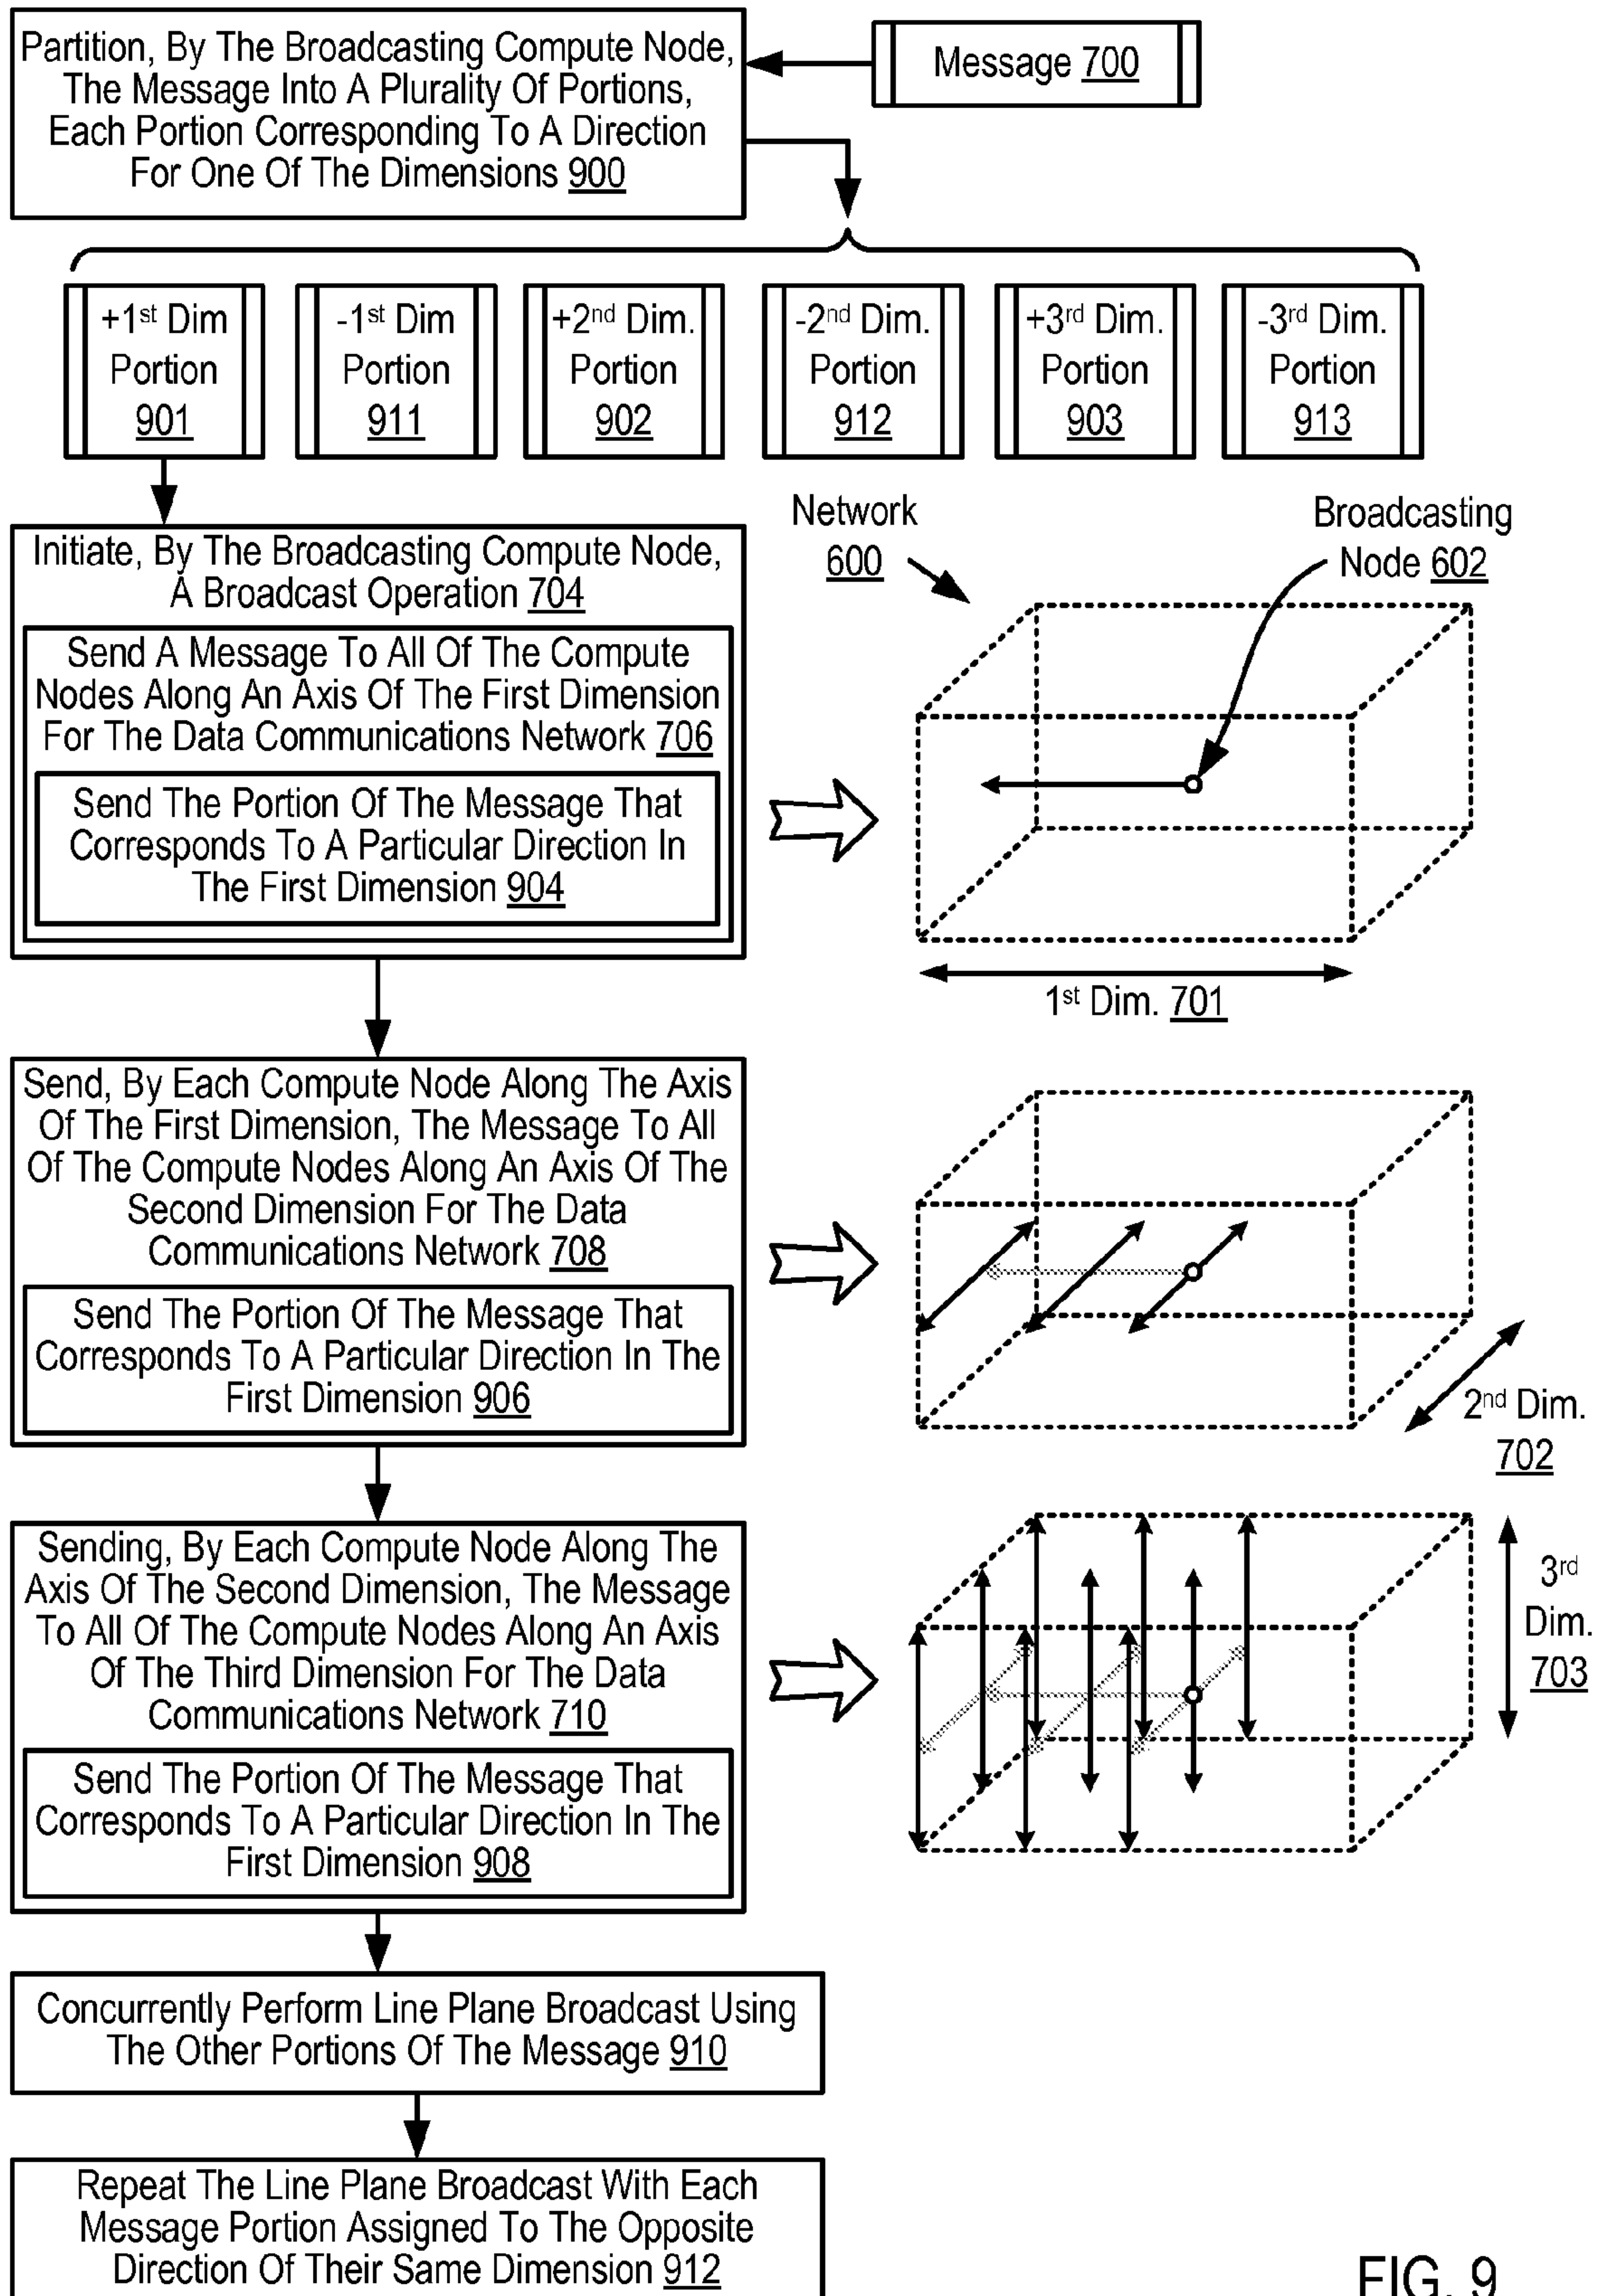 Partition, By The Broadcasting Compute Node,
The Message Into A Plurality Of Portions,
Each Portion Corresponding To A Direction
For One Of The Dimensions 900
Message 700
+1st Dim
Portion
901
-1st Dim
Portion
911
+2nd Dim.
Portion
902
-2nd Dim.
Portion
912
+3rd Dim.
Portion
903
-3rd Dim.
Portion
913
Initiate, By The Broadcasting Compute Node,
A Broadcast Operation 704
Send A Message To All Of The Compute
Nodes Along An Axis Of The First Dimension
For The Data Communications Network 706
Send The Portion Of The Message That
Corresponds To A Particular Direction In
The First Dimension 904
Network
600
Broadcasting
Node 602
1st Dim. 701
Send, By Each Compute Node Along The Axis
Of The First Dimension, The Message To All
Of The Compute Nodes Along An Axis Of The
Second Dimension For The Data
Communications Network 708
Send The Portion Of The Message That
Corresponds To A Particular Direction In The
First Dimension 906
2nd Dim.
702
Sending, By Each Compute Node Along The
Axis Of The Second Dimension, The Message
To All Of The Compute Nodes Along An Axis
Of The Third Dimension For The Data
Communications Network 710
Send The Portion Of The Message That
Corresponds To A Particular Direction In The
First Dimension 908
3rd
Dim.
703
Concurrently Perform Line Plane Broadcast Using
The Other Portions Of The Message 910
Repeat The Line Plane Broadcast With Each
Message Portion Assigned To The Opposite
Direction Of Their Same Dimension 912
FIG. 9